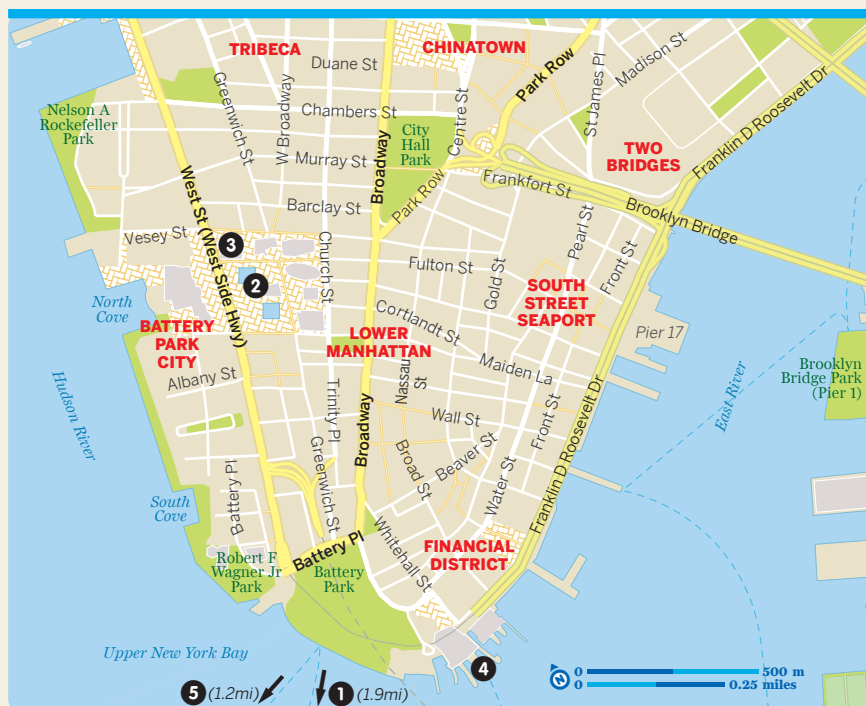 TRIBECA
CHINATOWN
Duane St
Park Row
Madison St
St James Pl
Greenwich St
W Broadway
Centre St
Chambers St
Broadway
Franklin D Roosevelt Dr
Nelson A
Rockefeller
Park
City
Hall
Park
TWO
BRIDGES
Murray St
Frankfort St
Park Row
Barclay St
Brooklyn Bridge
West St (West Side Hwy)
Vesey St
3
Church St
Pearl St
Front St
Fulton St
Gold St
2
SOUTH
STREET
SEAPORT
North
Cove
BATTERY
PARK
CITY
Cortlandt St
LOWER
MANHATTAN
Pier 17
East River
Brooklyn
Bridge Park
(Pier 1)
Maiden La
Albany St
Nassau
St
Hudson River
Trinity Pl
Wall St
Front St
Franklin D Roosevelt Dr
Broadway
Beaver St
Broad St
Greenwich St
Battery Pl
Water St
South
Cove
Whitehall St
Battery Pl
FINANCIAL
DISTRICT
Robert F
Wagner Jr
Park
Battery
Park
Upper New York Bay
4
0 500 m
N
0 0.25 miles
5 (1.2mi)
1 (1.9mi)